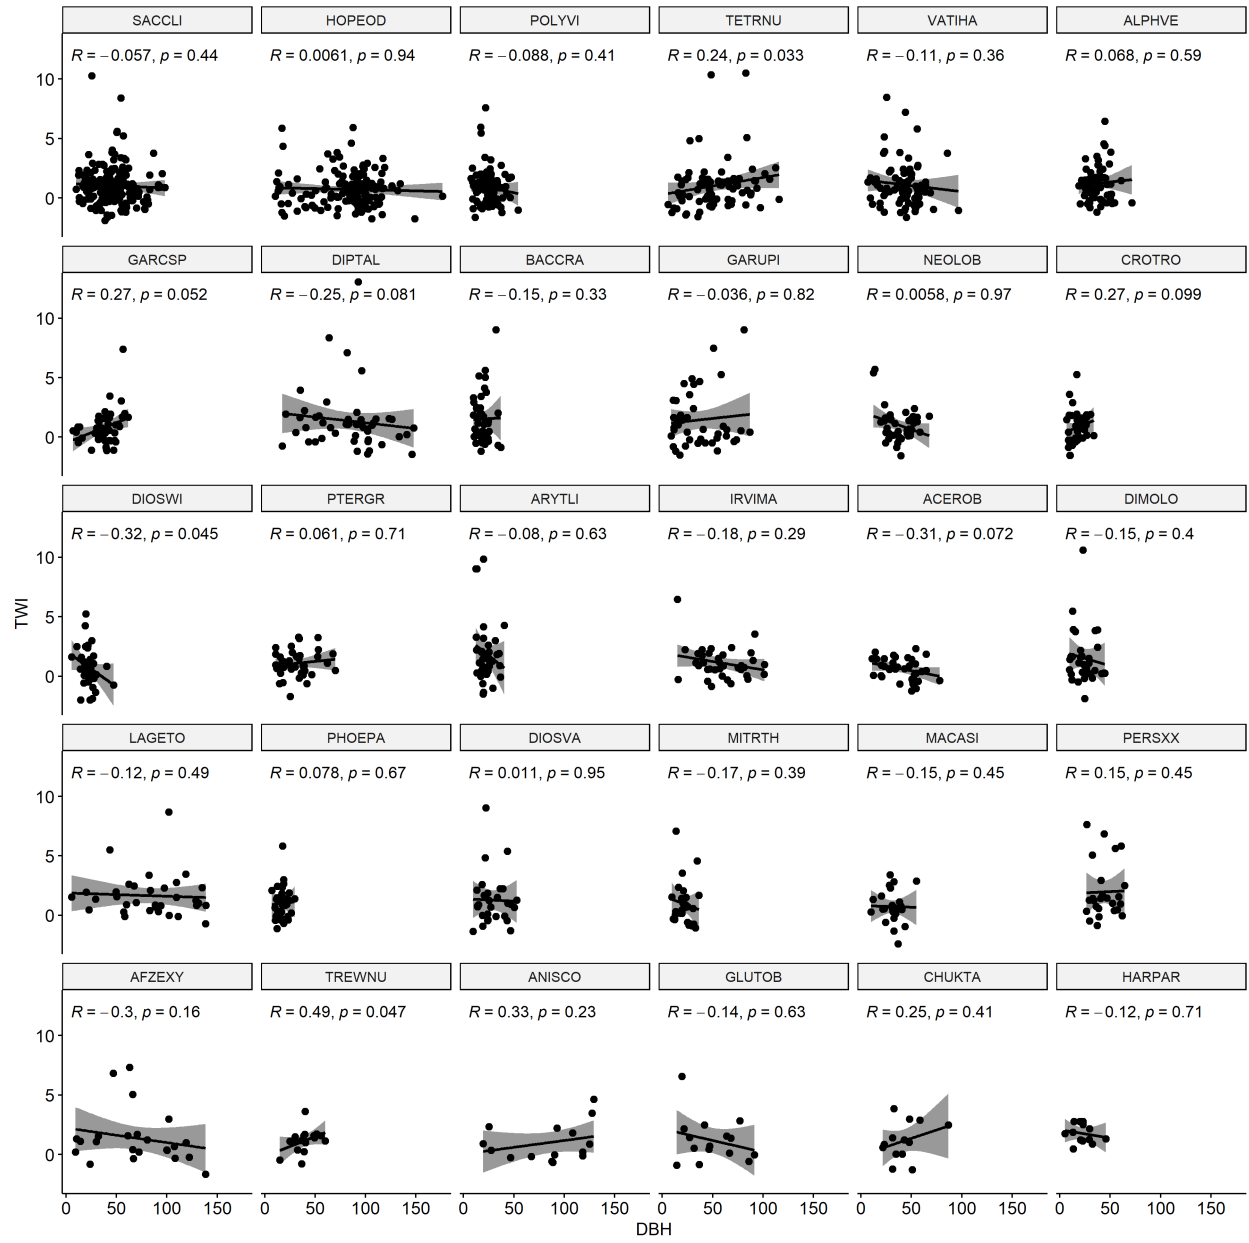 SACCLI HOPEOD POLYVI TETRNU VATIHA ALPHVE
R = −0.057, p = 0.44 R = 0.0061, p = 0.94 R = −0.088, p = 0.41 R = 0.24, p = 0.033 R = −0.11, p = 0.36 R = 0.068, p = 0.59
10
5
0
GARCSP DIPTAL BACCRA GARUPI NEOLOB CROTRO
R = 0.27, p = 0.052 R = −0.25, p = 0.081 R = −0.15, p = 0.33 R = −0.036, p = 0.82 R = 0.0058, p = 0.97 R = 0.27, p = 0.099
10
5
0
DIOSWI PTERGR ARYTLI IRVIMA ACEROB DIMOLO
R = −0.32, p = 0.045 R = 0.061, p = 0.71 R = −0.08, p = 0.63 R = −0.18, p = 0.29 R = −0.31, p = 0.072 R = −0.15, p = 0.4
10
5
0
TWI
LAGETO PHOEPA DIOSVA MITRTH MACASI PERSXX
R = −0.12, p = 0.49 R = 0.078, p = 0.67 R = 0.011, p = 0.95 R = −0.17, p = 0.39 R = −0.15, p = 0.45 R = 0.15, p = 0.45
10
5
0
AFZEXY TREWNU ANISCO GLUTOB CHUKTA HARPAR
R = −0.3, p = 0.16 R = 0.49, p = 0.047 R = 0.33, p = 0.23 R = −0.14, p = 0.63 R = 0.25, p = 0.41 R = −0.12, p = 0.71
10
5
0
0 50 100 150 0 50 100 150 0 50 100 150 0 50 100 150 0 50 100 150 0 50 100 150
DBH